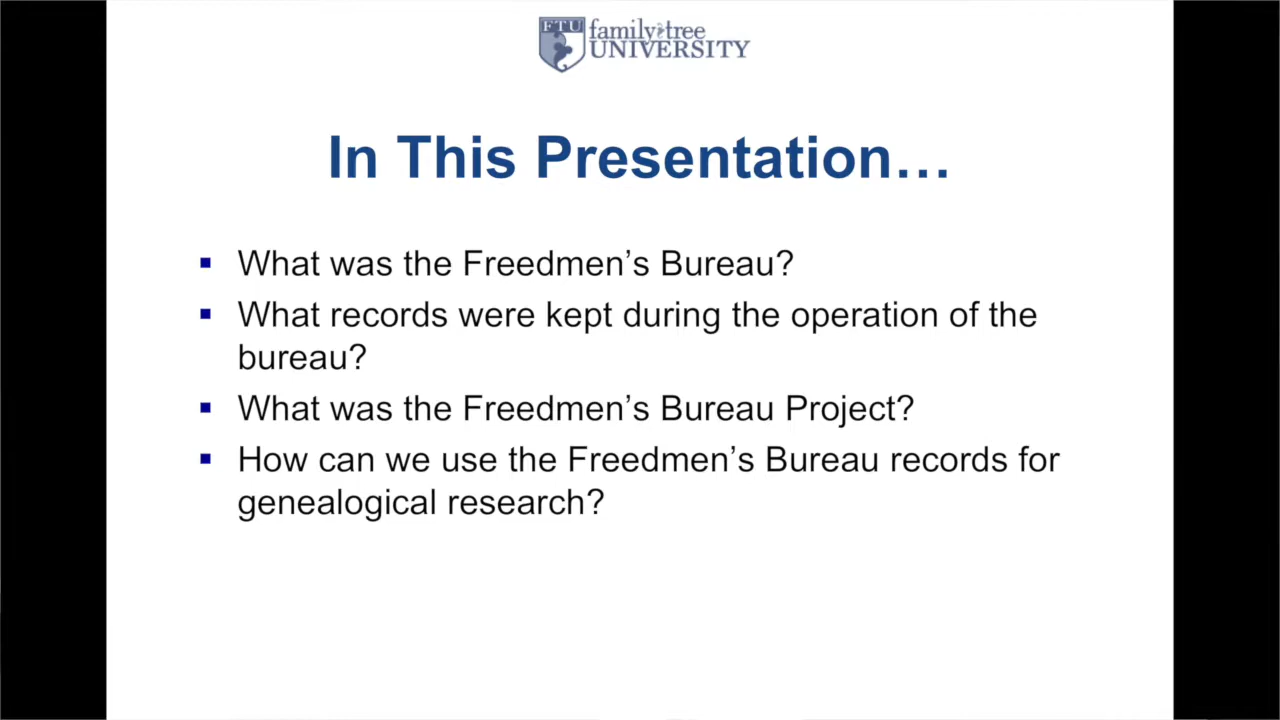 FTU
family tree
UNIVERSITY
In This Presentation…
▪ What was the Freedmen’s Bureau?
▪ What records were kept during the operation of the
bureau?
▪ What was the Freedmen’s Bureau Project?
▪ How can we use the Freedmen’s Bureau records for
genealogical research?